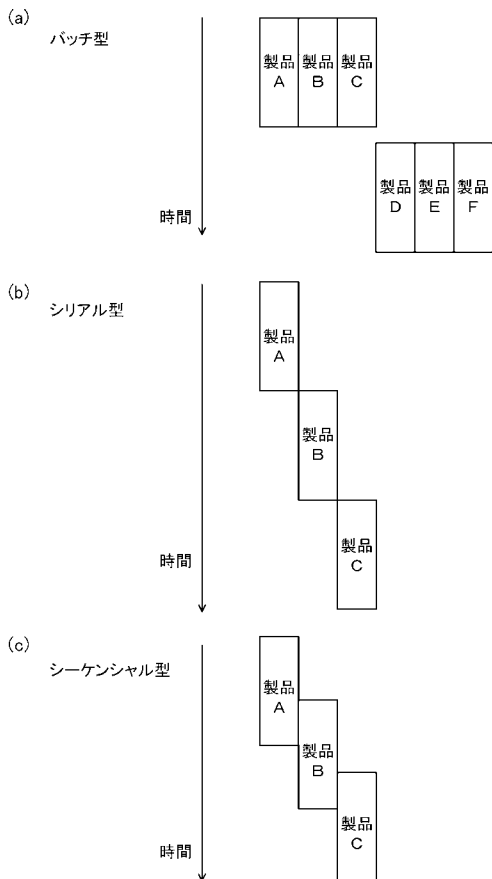 (a)
バッチ型
製品 製品 製品
A B C
製品 製品 製品
D E F
時間
(b)
シリアル型
製品
A
製品
B
製品
C
時間
(c)
シーケンシャル型
製品
A
製品
B
製品
C
時間